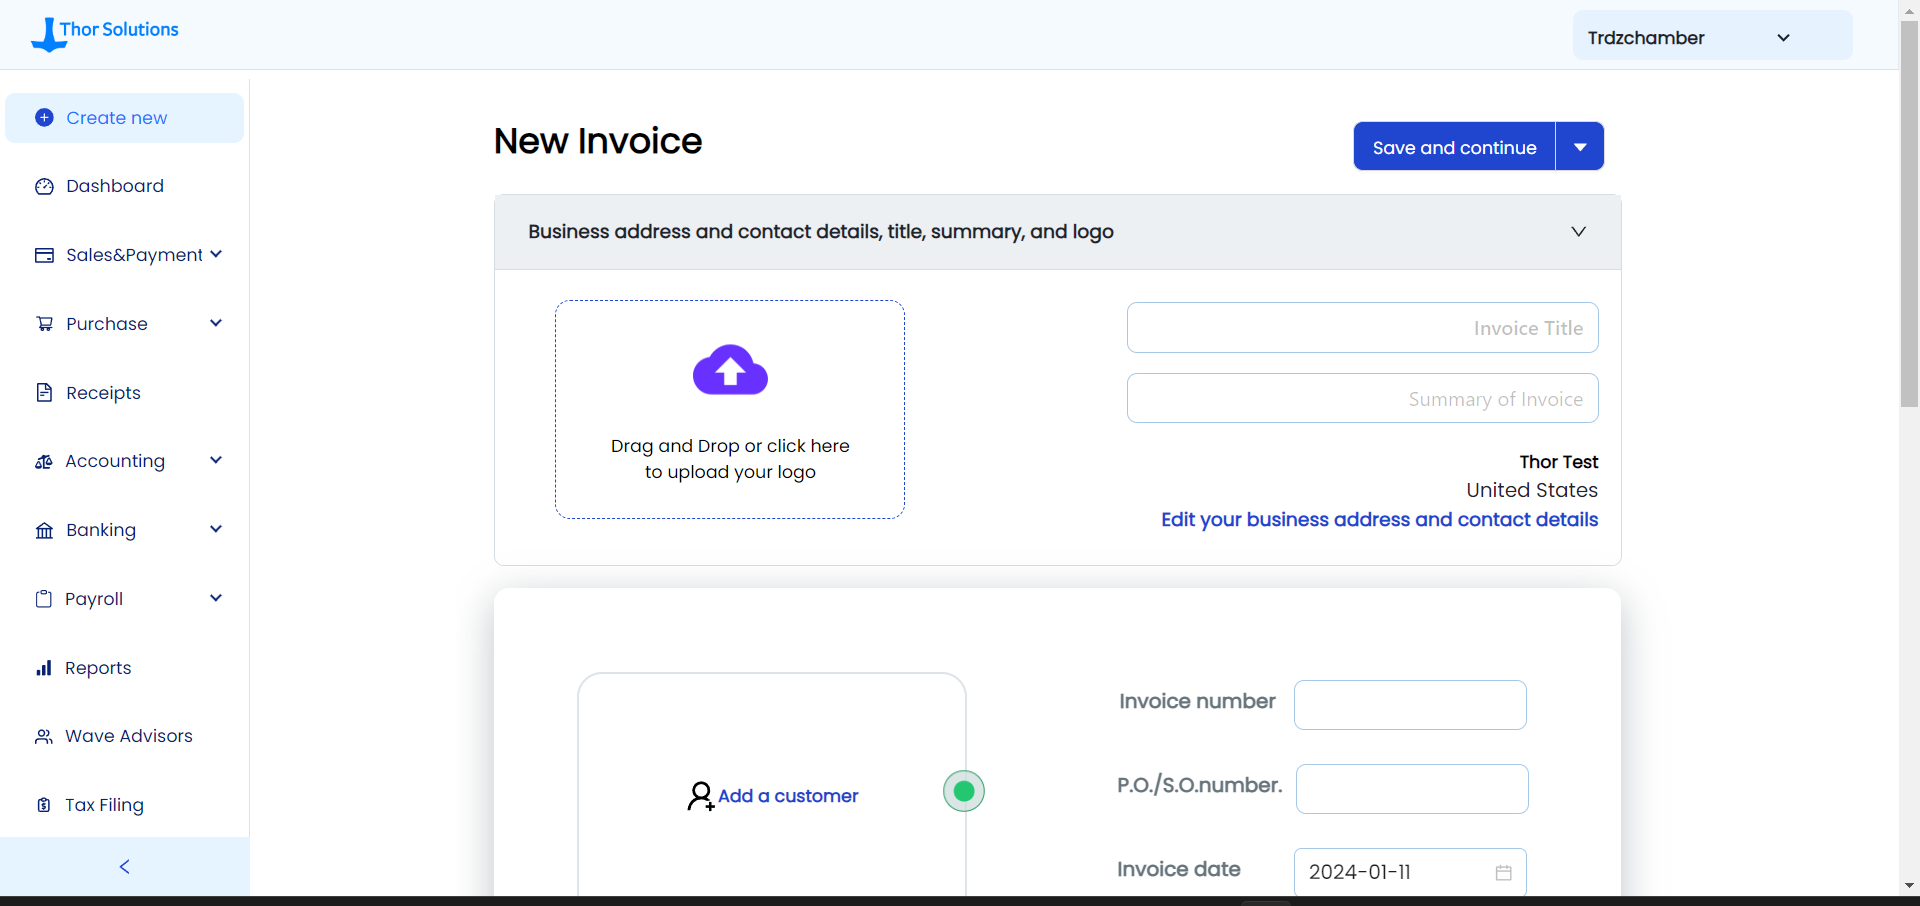 Thor Solutions
Trdzchamber
Create new
Dashboard
Sales&Payment
Purchase
Receipts
Accounting
Banking
Payroll
Reports
Wave Advisors
Tax Filing
New Invoice
Save and continue
Business address and contact details, title, summary, and logo
Drag and Drop or click here
to upload your logo
Invoice Title
Summary of Invoice
Thor Test
United States
Edit your business address and contact details
Add a customer
Invoice number
P.O./S.O.number.
Invoice date
2024-01-11